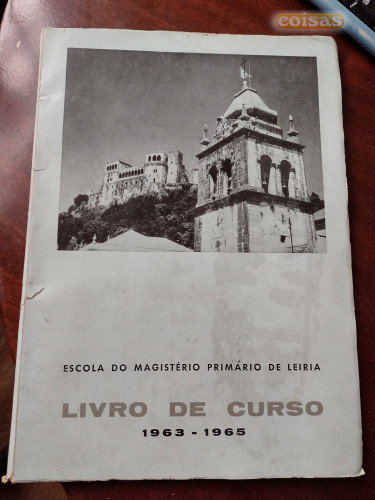 coisas
ESCOLA DO MAGISTÉRIO PRIMÁRIO DE LEIRIA
LIVRO DE CURSO
1963 - 1965